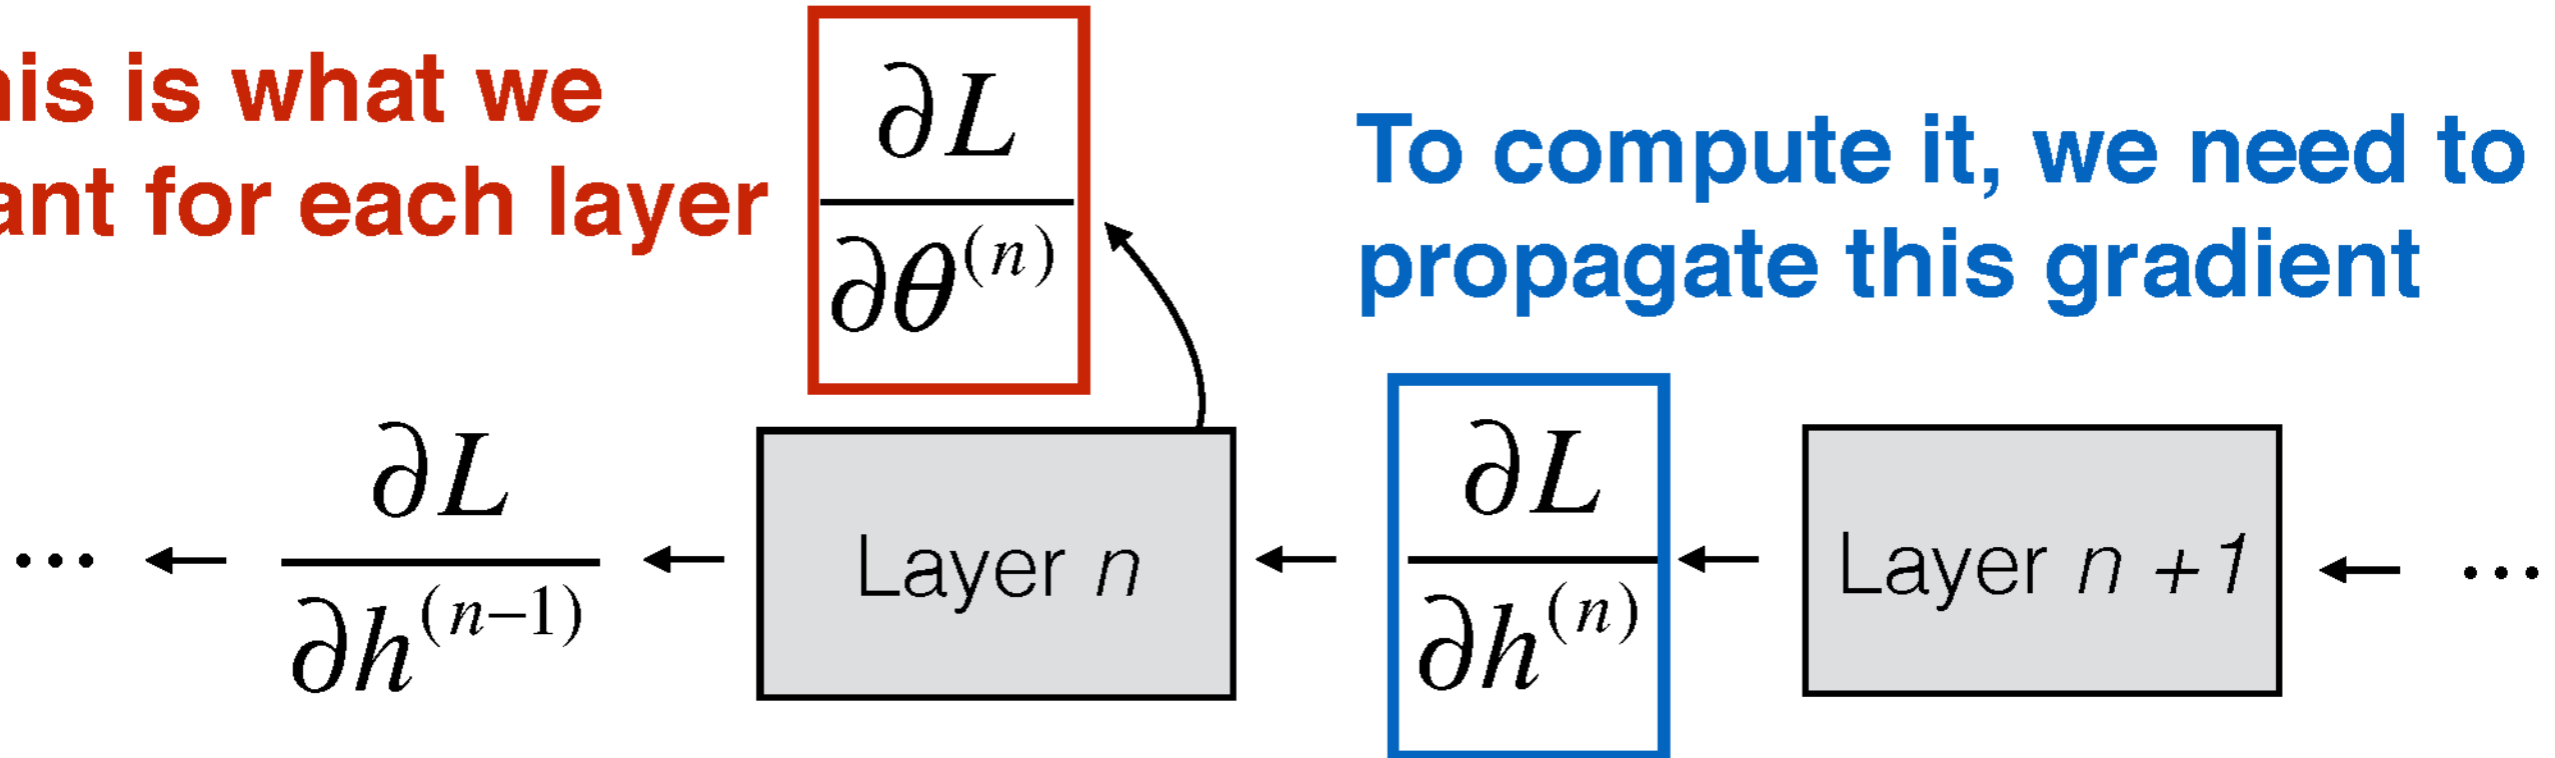 his is what we
ant for each layer
∂L
∂θ^(n)
To compute it, we need to
propagate this gradient
... ← ∂L/∂h^(n−1) ← Layer n ← ∂L/∂h^(n) ← Layer n + 1 ← ...